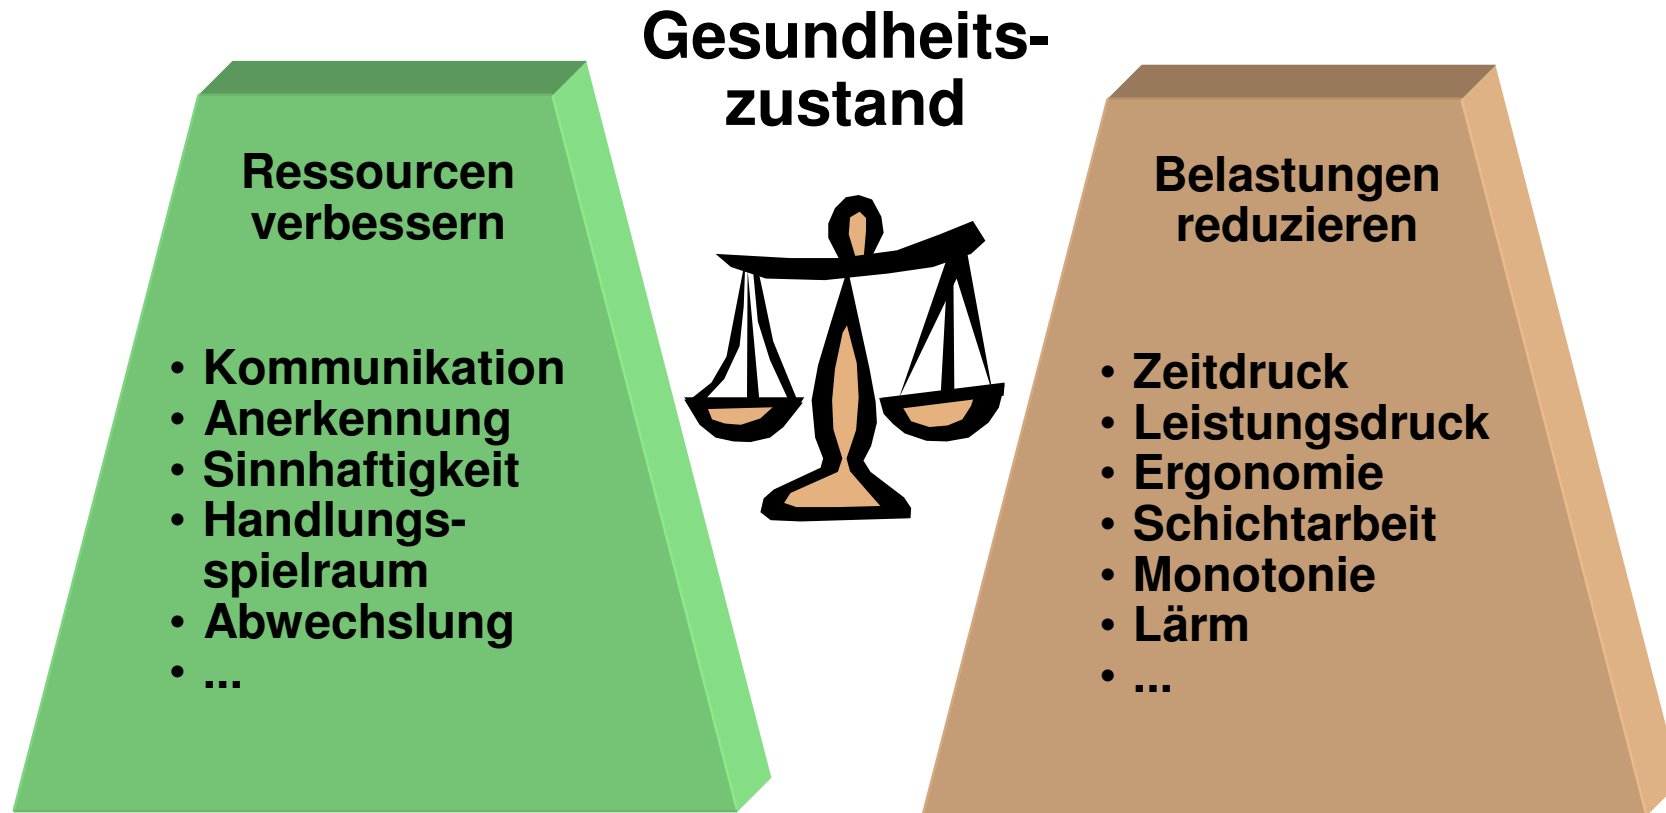 Gesundheits-
zustand
Ressourcen
verbessern
• Kommunikation
• Anerkennung
• Sinnhaftigkeit
• Handlungs-
spielraum
• Abwechslung
• ...
Belastungen
reduzieren
• Zeitdruck
• Leistungsdruck
• Ergonomie
• Schichtarbeit
• Monotonie
• Lärm
• ...